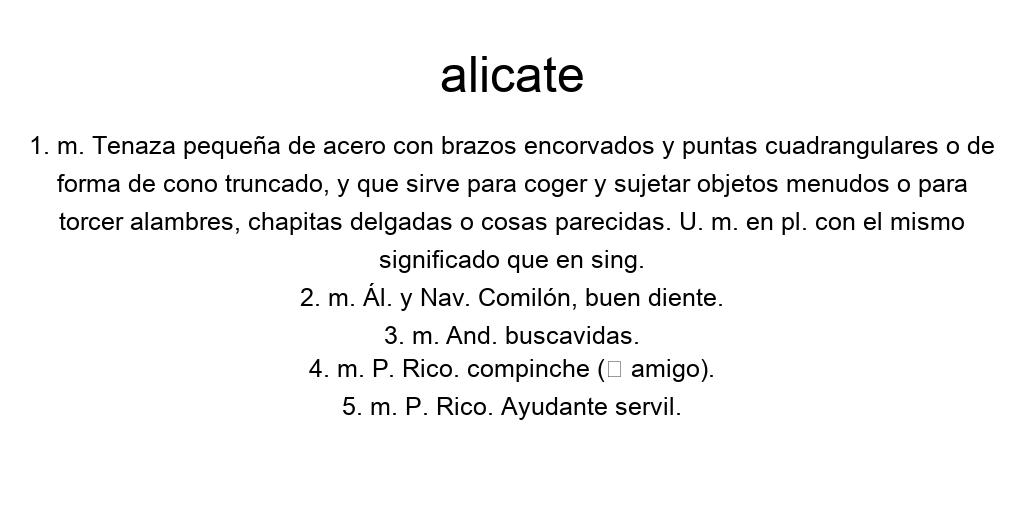 alicate
1. m. Tenaza pequeña de acero con brazos encorvados y puntas cuadrangulares o de
forma de cono truncado, y que sirve para coger y sujetar objetos menudos o para
torcer alambres, chapitas delgadas o cosas parecidas. U. m. en pl. con el mismo
significado que en sing.
2. m. Ál. y Nav. Comilón, buen diente.
3. m. And. buscavidas.
4. m. P. Rico. compinche (□ amigo).
5. m. P. Rico. Ayudante servil.